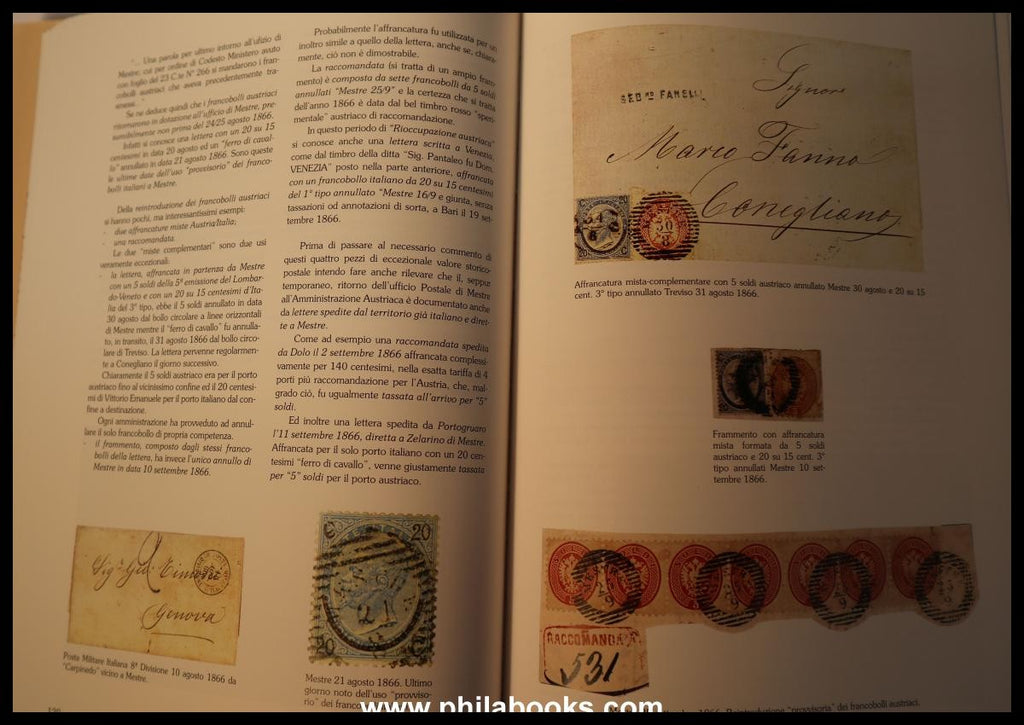 "... Una parola per ultimo intorno all'ufizio di
Mestre, cui per ordine di Codesto Ministero avuto
con foglio del 23 C.te N° 266 si mandarono i fran-
cobolli austriaci che aveva precedentemente tra-
smessi..."
Se ne deduce quindi che i francobolli austriaci
ritornarono in dotazione all'ufficio di Mestre, pre-
sumibilmente non prima del 24/25 agosto 1866.
Infatti si conosce una lettera con un 20 su 15
centesimi in data 20 agosto ed un "ferro di caval-
lo" annullato in data 21 agosto 1866. Sono queste
le ultime date dell'uso "provvisorio" dei franco-
bolli italiani a Mestre.
Della reintroduzione dei francobolli austriaci
si hanno pochi, ma interessantissimi esempi:
- due affrancature miste Austria/Italia;
- una raccomandata.
Le due "miste complementari" sono due usi
veramente eccezionali:
- la lettera, affrancata in partenza da Mestre
con un 5 soldi della 5ª emissione del Lombar-
do-Veneto e con un 20 su 15 centesimi d'Ita-
lia del 3° tipo, ebbe il 5 soldi annullato in data
30 agosto dal bollo circolare a linee orizzontali
di Mestre mentre il "ferro di cavallo" fu annulla-
to, in transito, il 31 agosto 1866 dal bollo circo-
lare di Treviso. La lettera pervenne regolarmen-
te a Conegliano il giorno successivo.
Chiaramente il 5 soldi austriaco era per il porto
austriaco fino al vicinissimo confine ed il 20 centesi-
mi di Vittorio Emanuele per il porto italiano dal con-
fine a destinazione.
Ogni amministrazione ha provveduto ad annul-
lare il solo francobollo di propria competenza.
- il frammento, composto dagli stessi franco-
bolli della lettera, ha invece l'unico annullo di
Mestre in data 10 settembre 1866.
Probabilmente l'affrancatura fu utilizzata per un
inoltro simile a quello della lettera, anche se, chiara-
mente, ciò non è dimostrabile.
La raccomandata (si tratta di un ampio fram-
mento) è composta da sette francobolli da 5 soldi
annullati "Mestre 25/9" e la certezza che si tratta
dell'anno 1866 è data dal bel timbro rosso "speri-
mentale" austriaco di raccomandazione.
In questo periodo di "Rioccupazione austriaca"
si conosce anche una lettera scritta a Venezia,
come dal timbro della ditta "Sig. Pantaleo fu Dom.
VENEZIA" posto nella parte anteriore, affrancata
con un francobollo italiano da 20 su 15 centesimi
del 1° tipo annullato "Mestre 16/9 e giunta, senza
tassazioni od annotazioni di sorta, a Bari il 19 set-
tembre 1866.
Prima di passare al necessario commento di
questi quattro pezzi di eccezionale valore storico-
postale intendo fare anche rilevare che il, seppur
temporaneo, ritorno dell'ufficio Postale di Mestre
all'Amministrazione Austriaca è documentato anche
da lettere spedite dal territorio già italiano e diret-
te a Mestre.
Come ad esempio una raccomandata spedita
da Dolo il 2 settembre 1866 affrancata complessi-
vamente per 140 centesimi, nella esatta tariffa di 4
porti più raccomandazione per l'Austria, che, mal-
grado ciò, fu ugualmente tassata all'arrivo per "5"
soldi.
Ed inoltre una lettera spedita da Portogruaro
l'11 settembre 1866, diretta a Zelarino di Mestre.
Affrancata per il solo porto italiano con un 20 cen-
tesimi "ferro di cavallo", venne giustamente tassata
per "5" soldi per il porto austriaco.
Genova
Posta Militare Italiana 8ª Divisione 10 agosto 1866 da
"Carpinedo" vicino a Mestre.
C 20
20 C
21
Mestre 21 agosto 1866. Ultimo
giorno noto dell'uso "provviso-
rio" dei franco
120
GEO MO FANELLI
Signore
Marco Fanno
Conegliano
20 C
30
8
Affrancatura mista-complementare con 5 soldi austriaco annullato Mestre 30 agosto e 20 su 15
cent. 3° tipo annullato Treviso 31 agosto 1866.
Frammento con affrancatura
mista formata da 5 soldi
austriaco e 20 su 15 cent. 3°
tipo annullati Mestre 10 set-
tembre 1866.
RACCOMANDA
531
Reintroduzione "provvisoria" dei francobolli austriaci.
www.philabooks.com